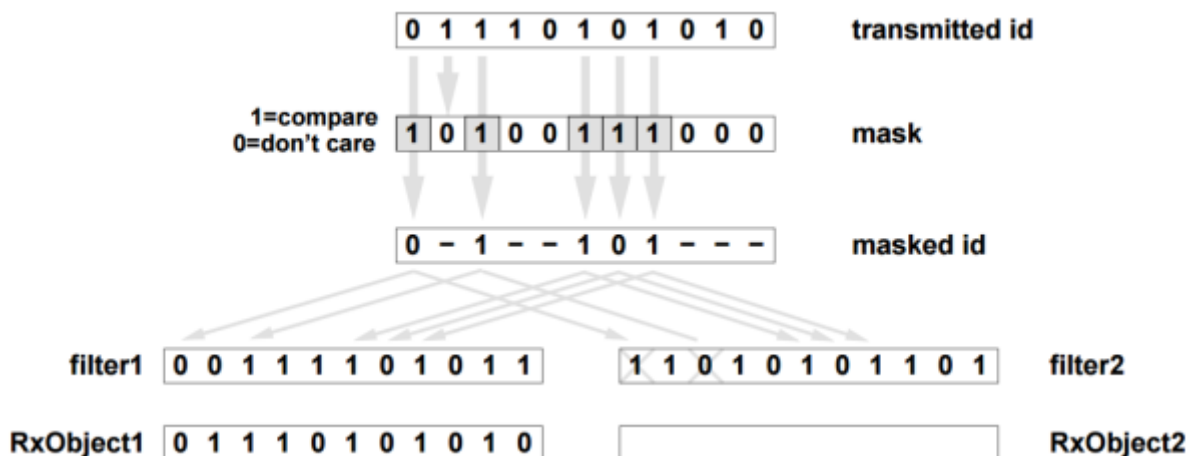 0 1 1 1 0 1 0 1 0 1 0 transmitted id
1=compare
0=don't care
1 0 1 0 0 1 1 1 0 0 0 mask
0 – 1 – – 1 0 1 – – – masked id
filter1 0 0 1 1 1 1 0 1 0 1 1 1 1 0 1 0 1 0 1 1 0 1 filter2
RxObject1 0 1 1 1 0 1 0 1 0 1 0 RxObject2